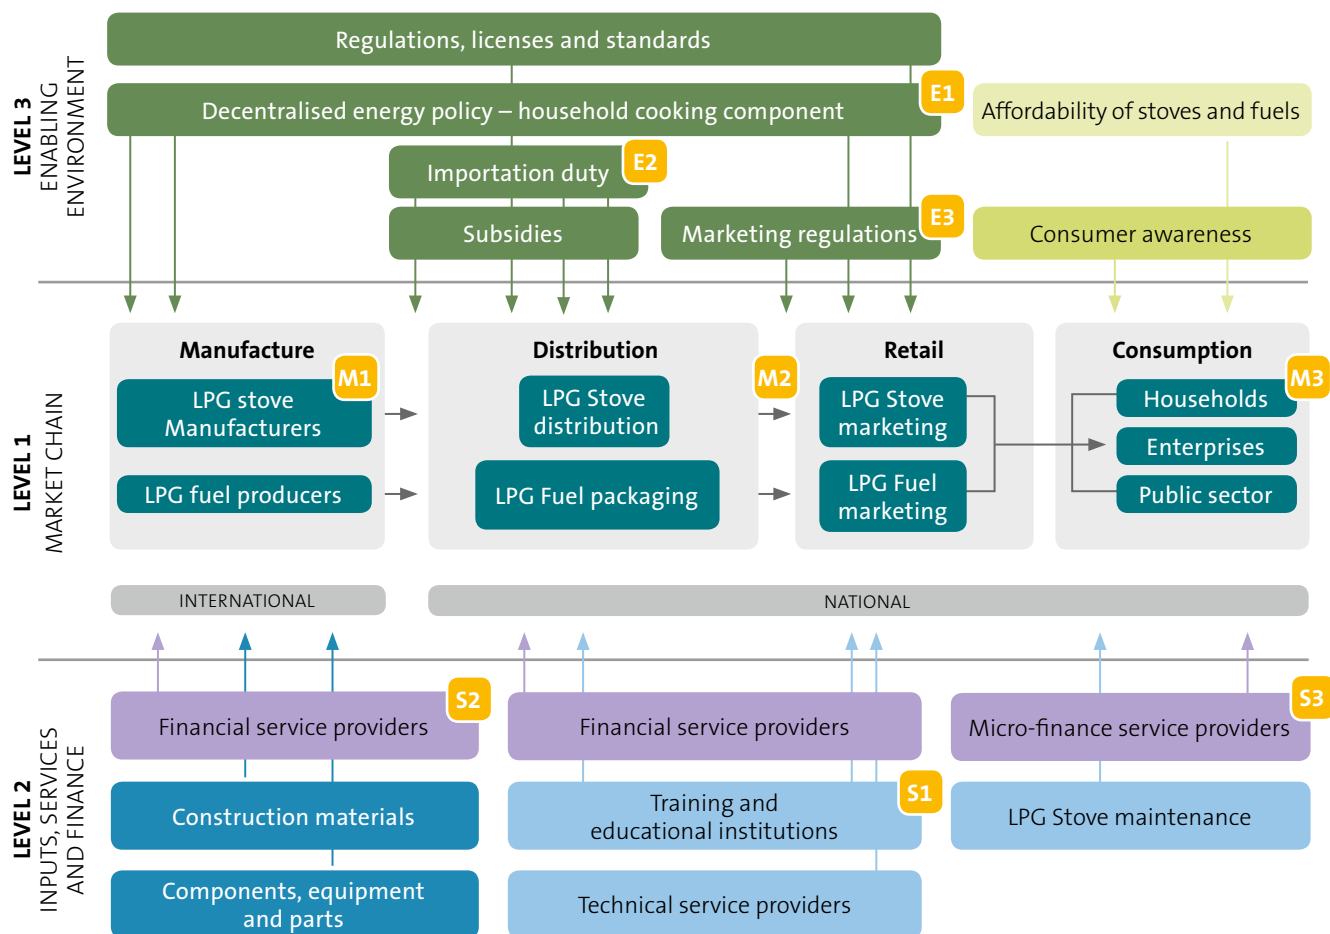 LEVEL 3
ENABLING
ENVIRONMENT
Regulations, licenses and standards
Decentralised energy policy – household cooking component
E1
Affordability of stoves and fuels
Importation duty
E2
Subsidies
Marketing regulations
E3
Consumer awareness
LEVEL 1
MARKET CHAIN
Manufacture
M1
LPG stove
Manufacturers
LPG fuel producers
Distribution
LPG Stove
distribution
LPG Fuel packaging
M2
Retail
LPG Stove
marketing
LPG Fuel
marketing
Consumption
M3
Households
Enterprises
Public sector
INTERNATIONAL
NATIONAL
LEVEL 2
INPUTS, SERVICES
AND FINANCE
Financial service providers
S2
Construction materials
Components, equipment
and parts
Financial service providers
Training and
educational institutions
S1
Technical service providers
Micro-finance service providers
S3
LPG Stove maintenance